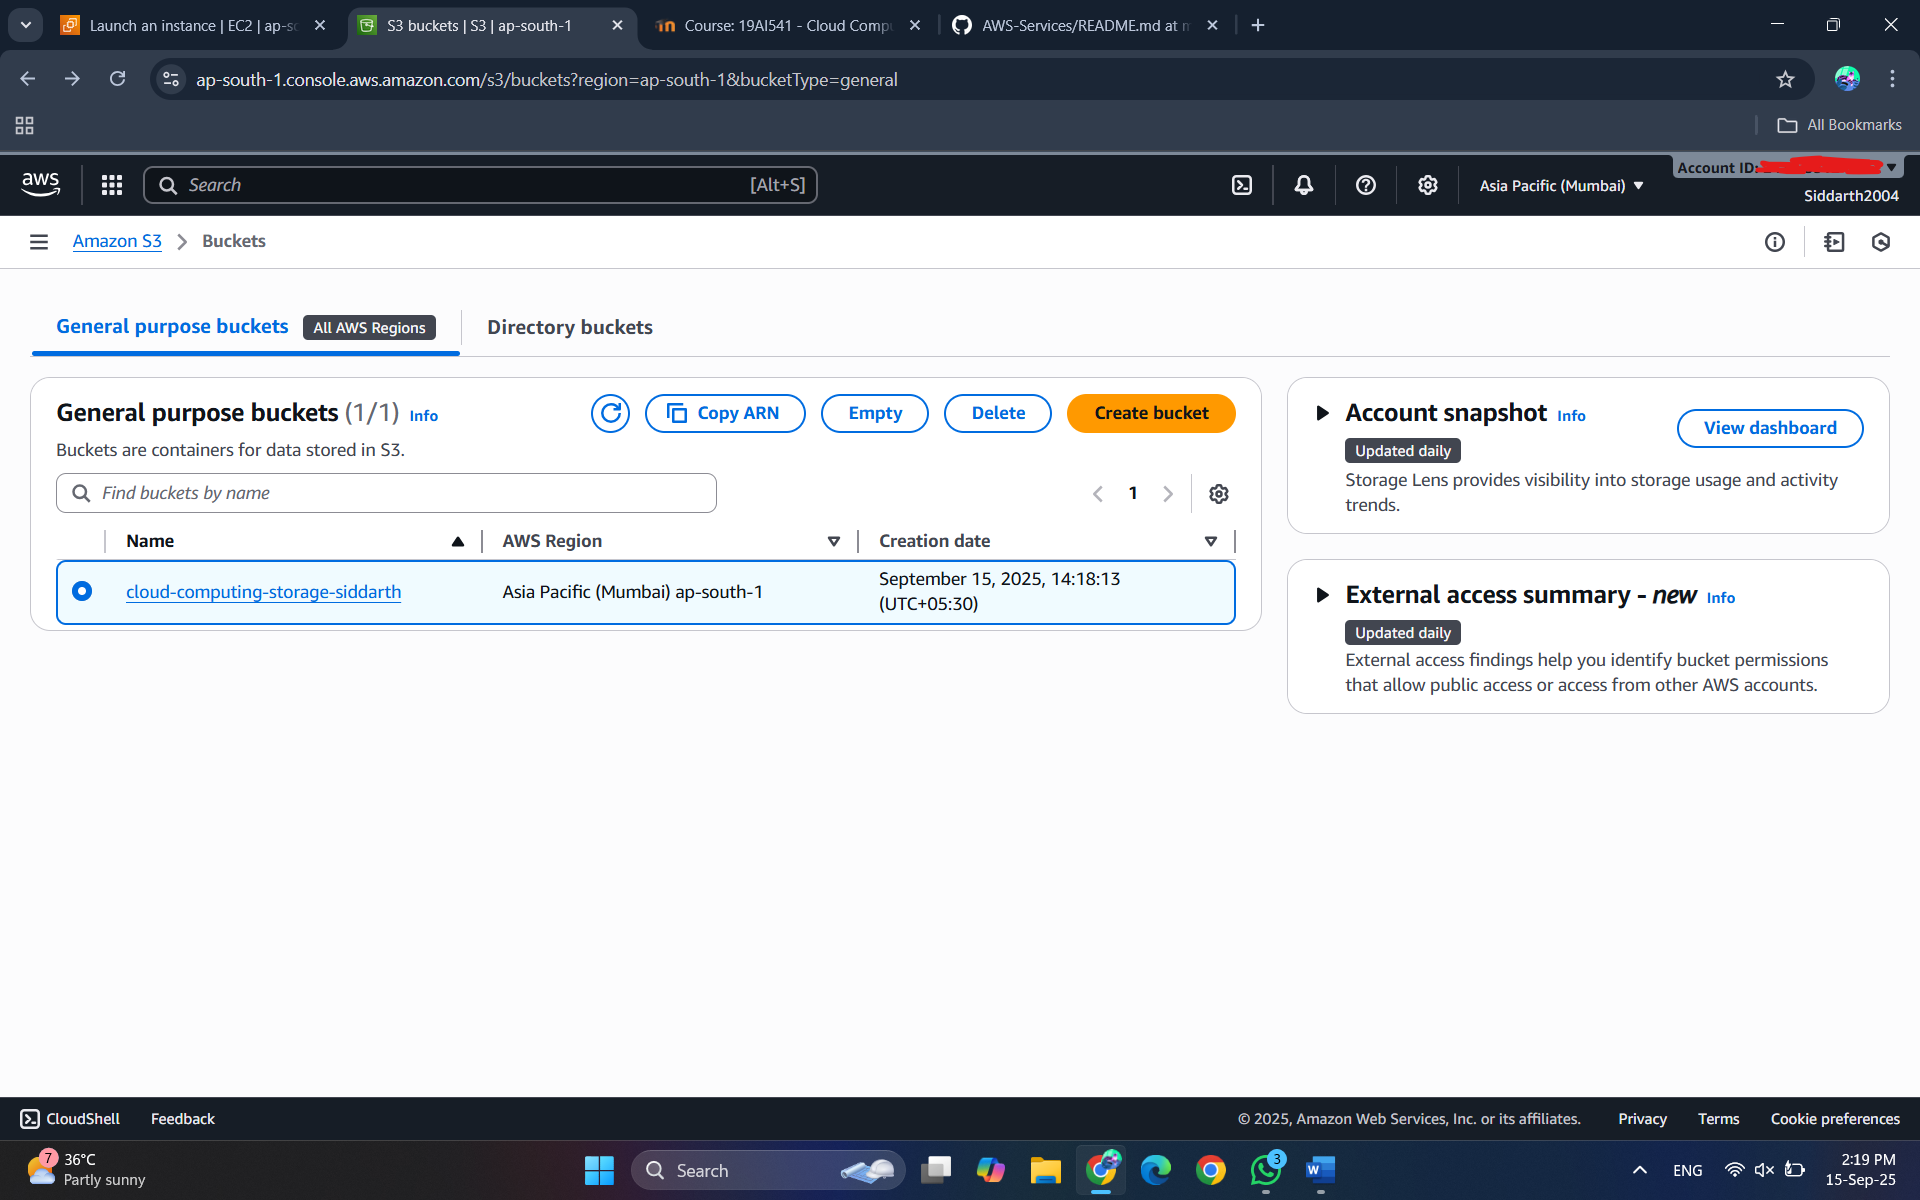 Launch an instance | EC2 | ap-so
S3 buckets | S3 | ap-south-1
Course: 19AI541 - Cloud Compu
AWS-Services/README.md at m
ap-south-1.console.aws.amazon.com/s3/buckets?region=ap-south-1&bucketType=general
All Bookmarks
aws
Search
[Alt+S]
Asia Pacific (Mumbai)
Account ID:
Siddarth2004
Amazon S3
Buckets
General purpose buckets
All AWS Regions
Directory buckets
General purpose buckets (1/1) Info
Copy ARN
Empty
Delete
Create bucket
Buckets are containers for data stored in S3.
Find buckets by name
1
Name
AWS Region
Creation date
cloud-computing-storage-siddarth
Asia Pacific (Mumbai) ap-south-1
September 15, 2025, 14:18:13
(UTC+05:30)
Account snapshot Info
View dashboard
Updated daily
Storage Lens provides visibility into storage usage and activity
trends.
External access summary - new Info
Updated daily
External access findings help you identify bucket permissions
that allow public access or access from other AWS accounts.
CloudShell
Feedback
© 2025, Amazon Web Services, Inc. or its affiliates.
Privacy
Terms
Cookie preferences
7
36°C
Partly sunny
Search
3
W
ENG
2:19 PM
15-Sep-25